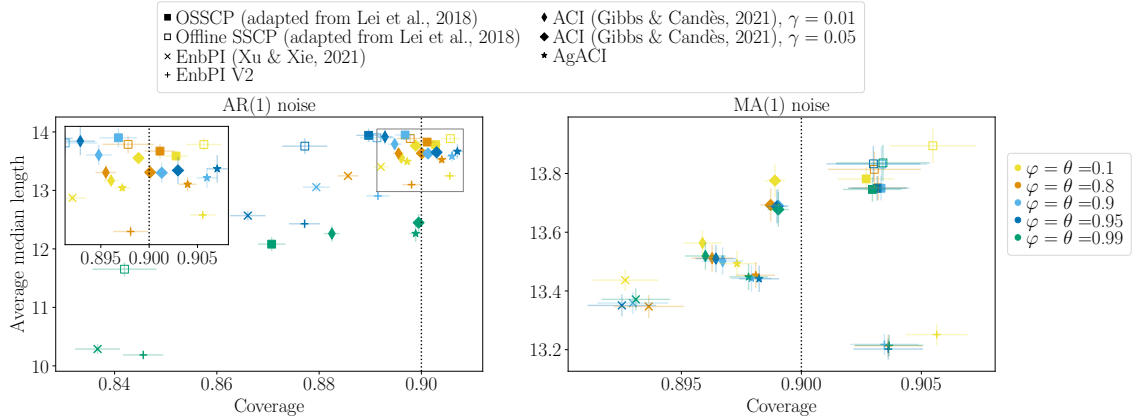 OSSCP (adapted from Lei et al., 2018)
Offline SSCP (adapted from Lei et al., 2018)
EnbPI (Xu & Xie, 2021)
EnbPI V2
ACI (Gibbs & Candès, 2021), γ = 0.01
ACI (Gibbs & Candès, 2021), γ = 0.05
AgACI
AR(1) noise
Average median length
14
13
12
11
10
0.895 0.900 0.905
0.84 0.86 0.88 0.90
Coverage
MA(1) noise
13.8
13.6
13.4
13.2
0.895 0.900 0.905
Coverage
φ = θ =0.1
φ = θ =0.8
φ = θ =0.9
φ = θ =0.95
φ = θ =0.99